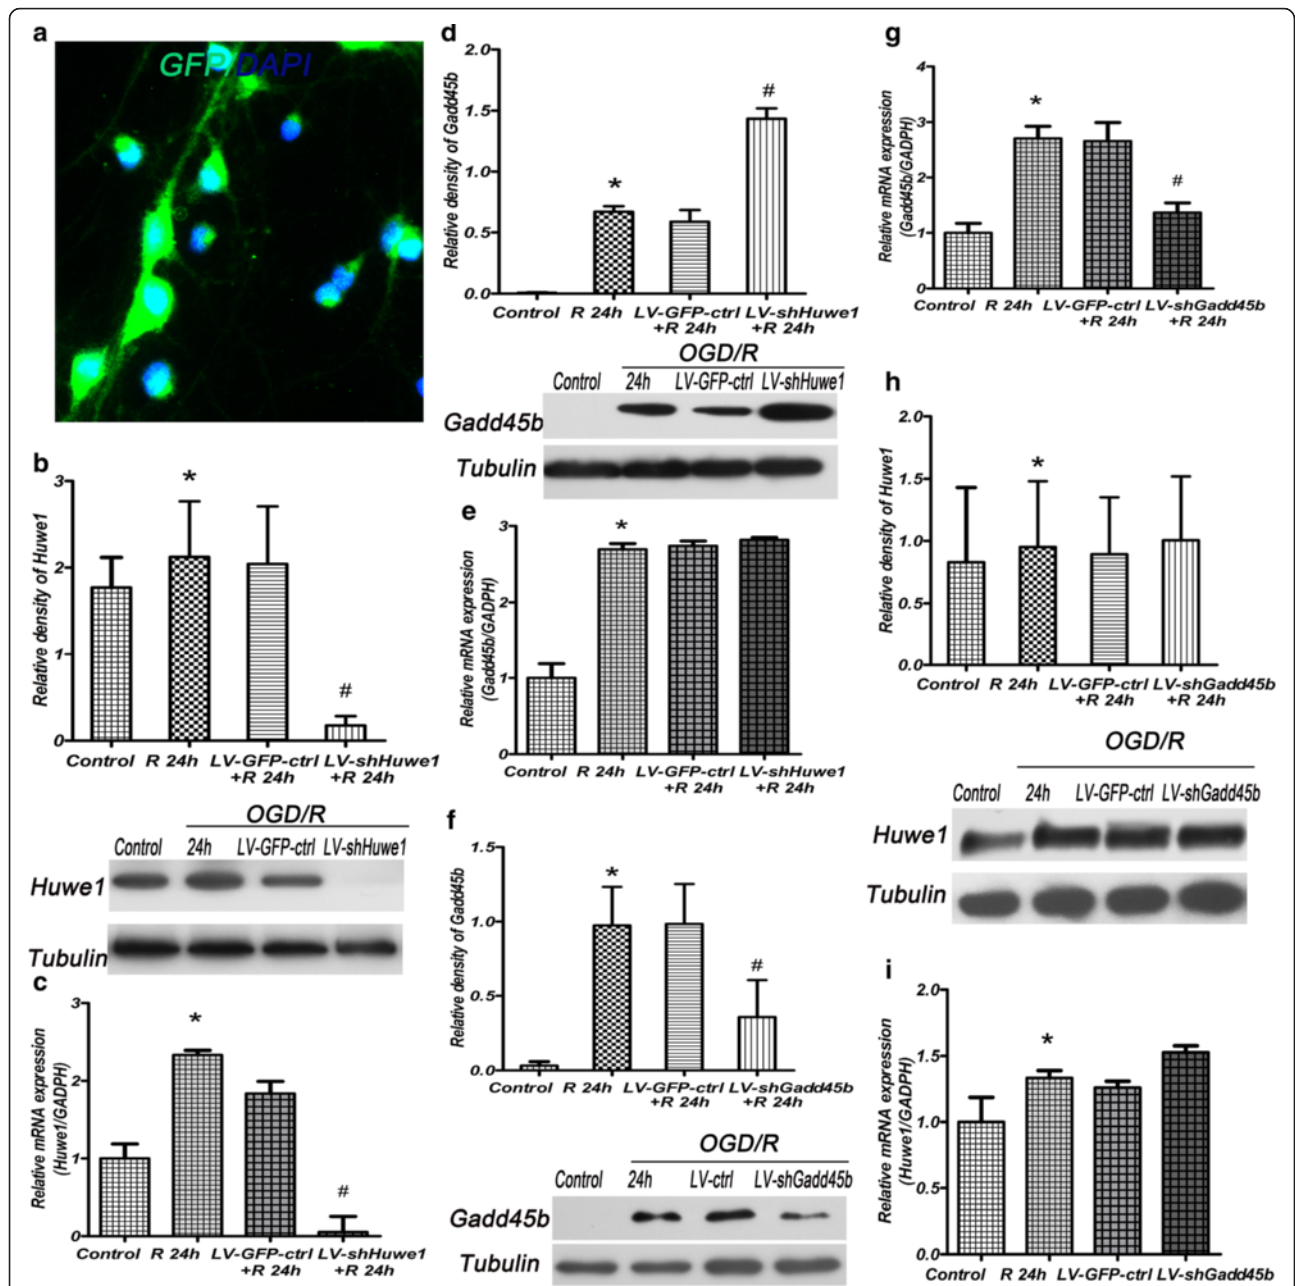 a
GFP/DAPI
b
Relative density of Huwe1
3
2
1
0
*
#
Control R 24h LV-GFP-ctrl LV-shHuwe1
+R 24h +R 24h
OGD/R
Control 24h LV-GFP-ctrl LV-shHuwe1
Huwe1
Tubulin
c
Relative mRNA expression
(Huwe1/GADPH)
3
2
1
0
*
#
Control R 24h LV-GFP-ctrl LV-shHuwe1
+R 24h +R 24h
d
Relative density of Gadd45b
2.0
1.5
1.0
0.5
0.0
*
#
Control R 24h LV-GFP-ctrl LV-shHuwe1
+R 24h +R 24h
OGD/R
Control 24h LV-GFP-ctrl LV-shHuwe1
Gadd45b
Tubulin
e
Relative mRNA expression
(Gadd45b/GADPH)
3
2
1
0
*
Control R 24h LV-GFP-ctrl LV-shHuwe1
+R 24h +R 24h
f
Relative density of Gadd45b
1.5
1.0
0.5
0.0
*
#
Control R 24h LV-GFP-ctrl LV-shGadd45b
+R 24h +R 24h
OGD/R
Control 24h LV-ctrl LV-shGadd45b
Gadd45b
Tubulin
g
Relative mRNA expression
(Gadd45b/GADPH)
4
3
2
1
0
*
#
Control R 24h LV-GFP-ctrl LV-shGadd45b
+R 24h +R 24h
h
Relative density of Huwe1
2.0
1.5
1.0
0.5
0.0
*
Control R 24h LV-GFP-ctrl LV-shGadd45b
+R 24h +R 24h
OGD/R
Control 24h LV-GFP-ctrl LV-shGadd45b
Huwe1
Tubulin
i
Relative mRNA expression
(Huwe1/GADPH)
2.0
1.5
1.0
0.5
0.0
*
Control R 24h LV-GFP-ctrl LV-shGadd45b